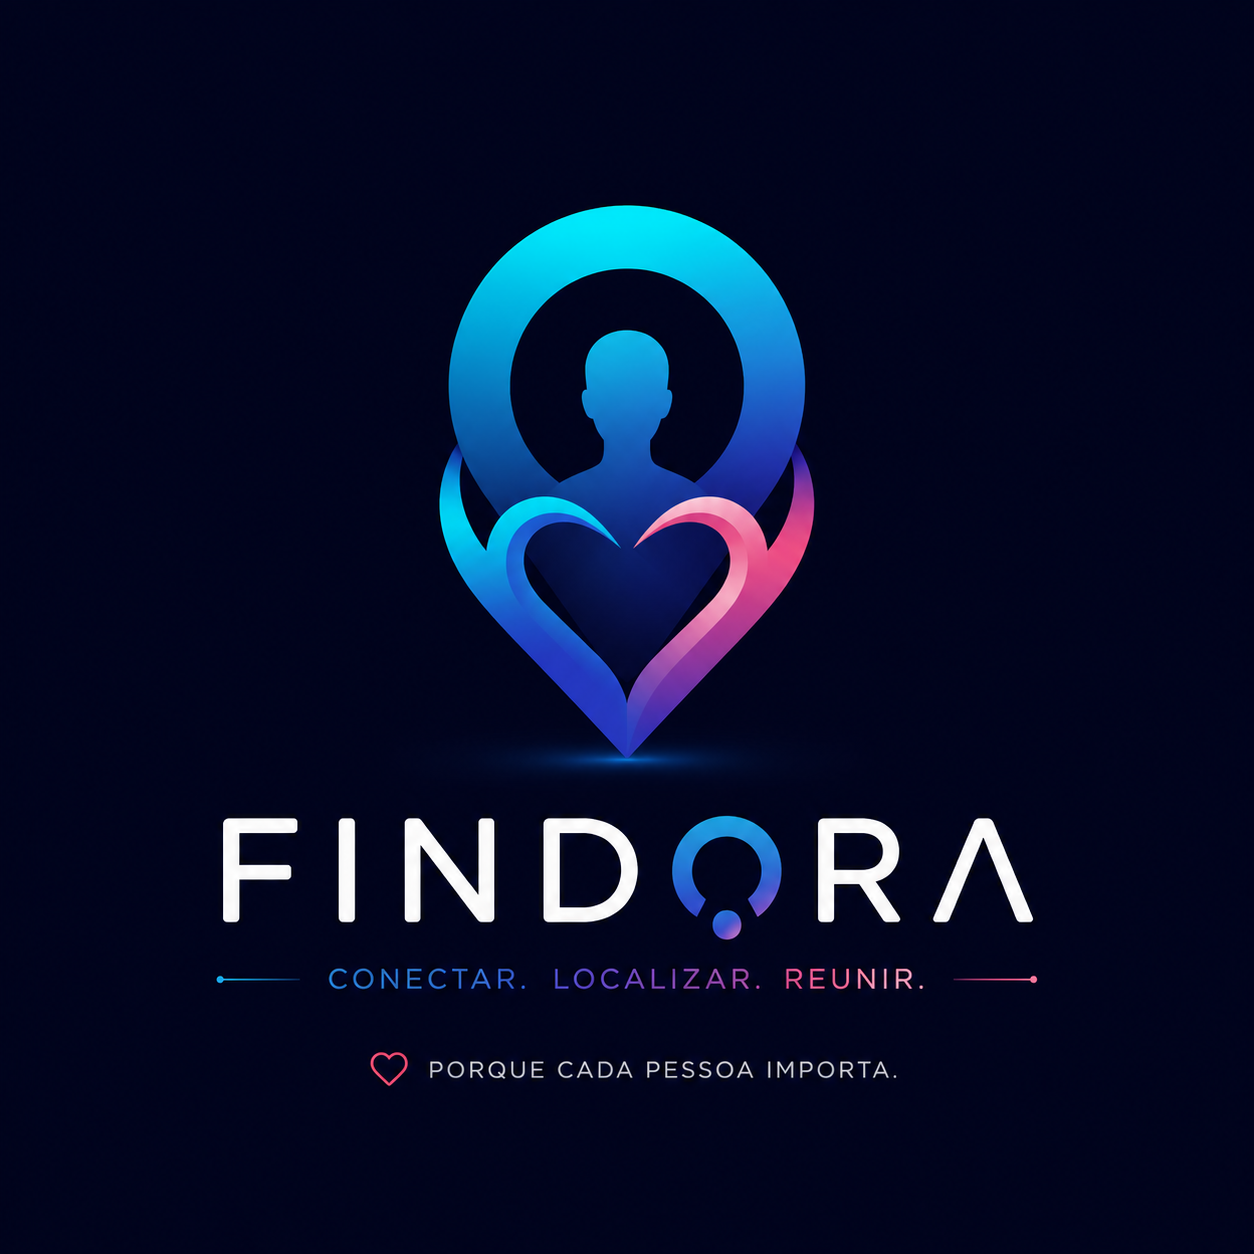 FINDORA
CONECTAR. LOCALIZAR. REUNIR.
PORQUE CADA PESSOA IMPORTA.